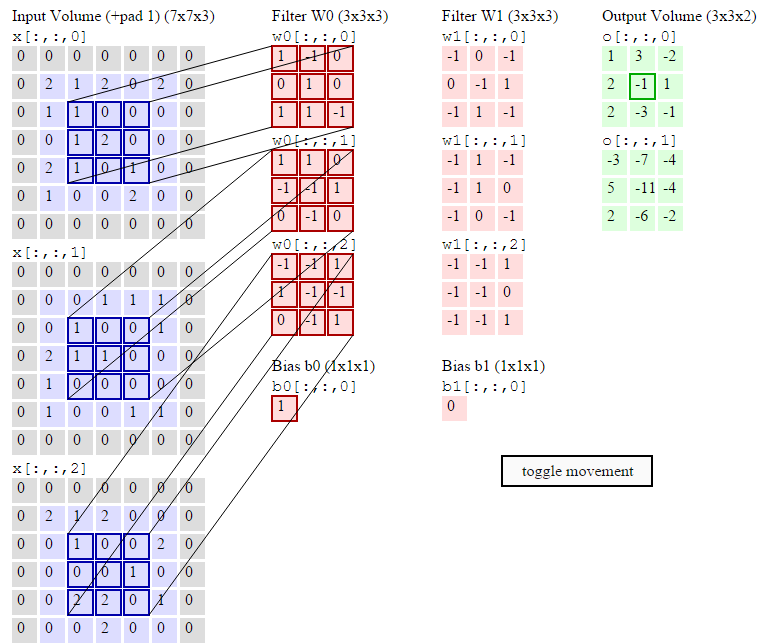 Input Volume (+pad 1) (7x7x3)
x[:,:,0]
0 0 0 0 0 0 0
0 2 1 2 0 2 0
0 1 1 0 0 0 0
0 0 1 2 0 0 0
0 2 1 0 1 0 0
0 1 0 0 2 0 0
0 0 0 0 0 0 0
x[:,:,1]
0 0 0 0 0 0 0
0 0 0 1 1 1 0
0 0 1 0 0 1 0
0 2 1 1 0 0 0
0 1 0 0 0 0 0
0 1 0 0 1 1 0
0 0 0 0 0 0 0
x[:,:,2]
0 0 0 0 0 0 0
0 2 1 2 0 0 0
0 0 1 0 0 2 0
0 0 0 0 1 0 0
0 0 2 2 0 1 0
0 0 0 2 0 0 0
Filter W0 (3x3x3)
w0[:,:,0]
1 -1 0
0 1 0
1 1 -1
w0[:,:,1]
1 1 0
-1 -1 1
0 -1 0
w0[:,:,2]
-1 -1 1
1 -1 -1
0 -1 1
Bias b0 (1x1x1)
b0[:,:,0]
1
Filter W1 (3x3x3)
w1[:,:,0]
-1 0 -1
0 -1 1
-1 1 -1
w1[:,:,1]
-1 1 -1
-1 1 0
-1 0 -1
w1[:,:,2]
-1 -1 1
-1 -1 0
-1 -1 1
Bias b1 (1x1x1)
b1[:,:,0]
0
Output Volume (3x3x2)
o[:,:,0]
1 3 -2
2 -1 1
2 -3 -1
o[:,:,1]
-3 -7 -4
5 -11 -4
2 -6 -2
toggle movement